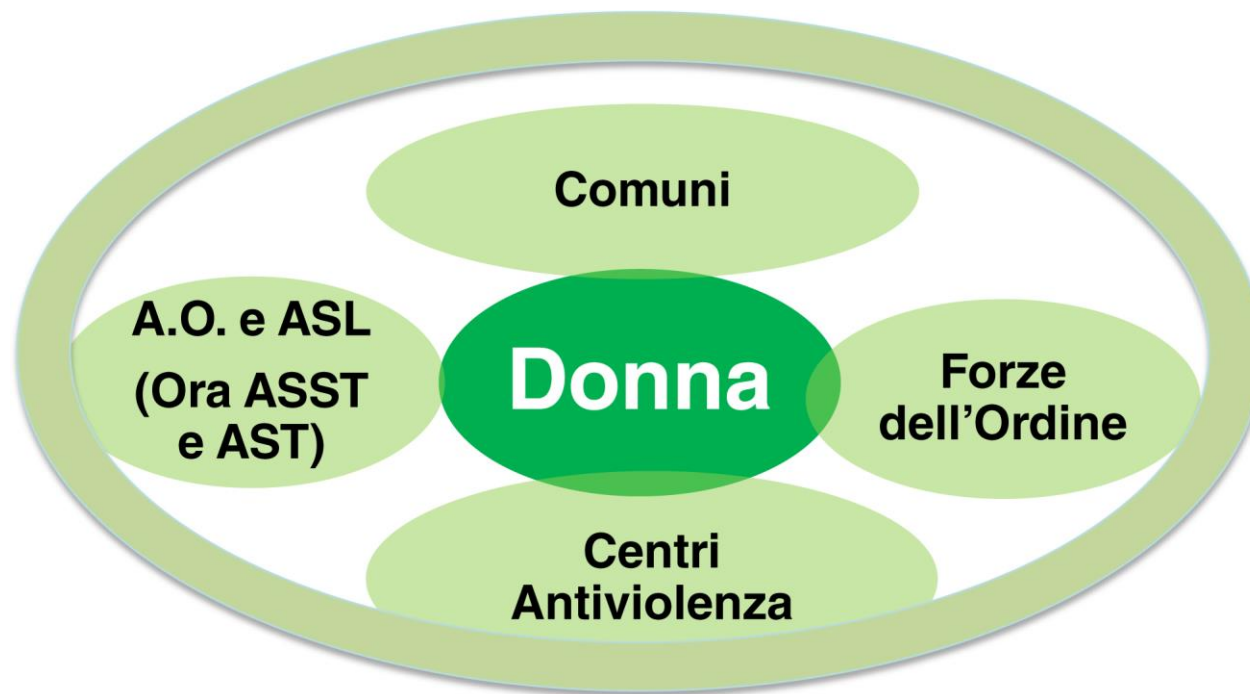 Comuni
A.O. e ASL
(Ora ASST
e AST)
Donna
Forze
dell’Ordine
Centri
Antiviolenza